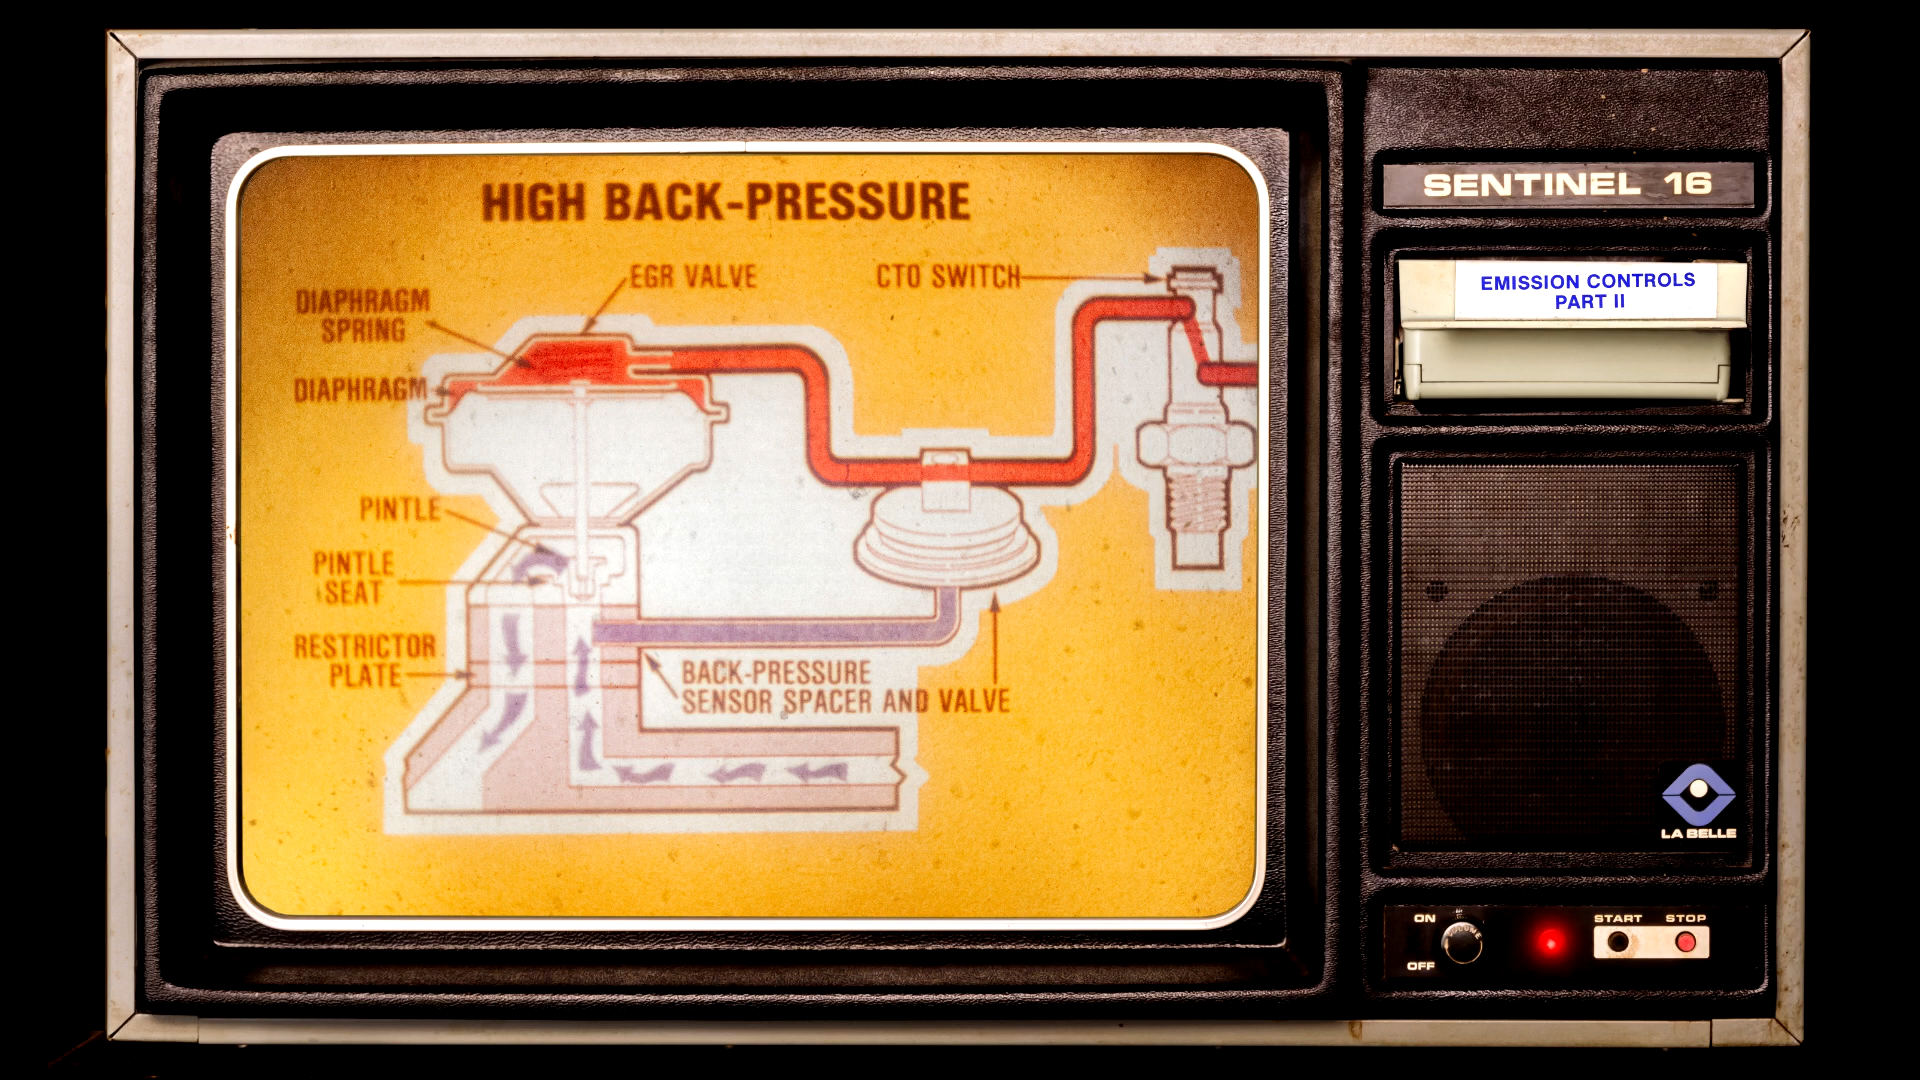 HIGH BACK-PRESSURE
EGR VALVE
CTO SWITCH
DIAPHRAGM
SPRING
DIAPHRAGM
PINTLE
PINTLE
SEAT
RESTRICTOR
PLATE
BACK-PRESSURE
SENSOR SPACER AND VALVE
SENTINEL 16
EMISSION CONTROLS
PART II
LA BELLE
ON
OFF
VOLUME
START
STOP